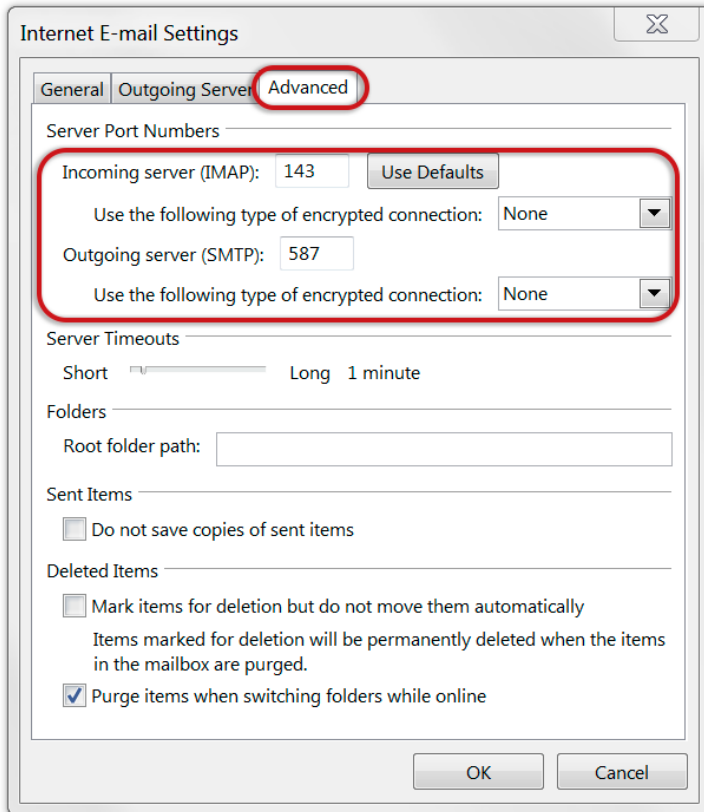 Internet E-mail Settings
General Outgoing Server Advanced
Server Port Numbers
Incoming server (IMAP): 143 Use Defaults
Use the following type of encrypted connection: None
Outgoing server (SMTP): 587
Use the following type of encrypted connection: None
Server Timeouts
Short Long 1 minute
Folders
Root folder path:
Sent Items
Do not save copies of sent items
Deleted Items
Mark items for deletion but do not move them automatically
Items marked for deletion will be permanently deleted when the items
in the mailbox are purged.
Purge items when switching folders while online
OK Cancel